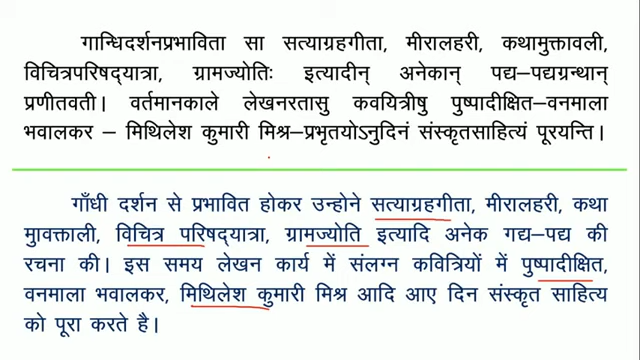 गान्धिदर्शनप्रभाविता सा सत्याग्रहगीता, मीरालहरी, कथामुक्तावली,
विचित्रपरिषद्यात्रा, ग्रामज्योतिः इत्यादीन् अनेकान् पद्य–पद्यग्रन्थान्
प्रणीतवती। वर्तमानकाले लेखनरतासु कवयित्रीषु पुष्पादीक्षित–वनमाला
भवालकर – मिथिलेश कुमारी मिश्र–प्रभृतयोऽनुदिनं संस्कृतसाहित्यं पूरयन्ति।
गाँधी दर्शन से प्रभावित होकर उन्होने सत्याग्रहगीता, मीरालहरी, कथा
मुावक्ताली, विचित्र परिषद्यात्रा, ग्रामज्योति इत्यादि अनेक गद्य–पद्य की
रचना की। इस समय लेखन कार्य में संलग्न कवित्रियों में पुष्पादीक्षित,
वनमाला भवालकर, मिथिलेश कुमारी मिश्र आदि आए दिन संस्कृत साहित्य
को पूरा करते है।